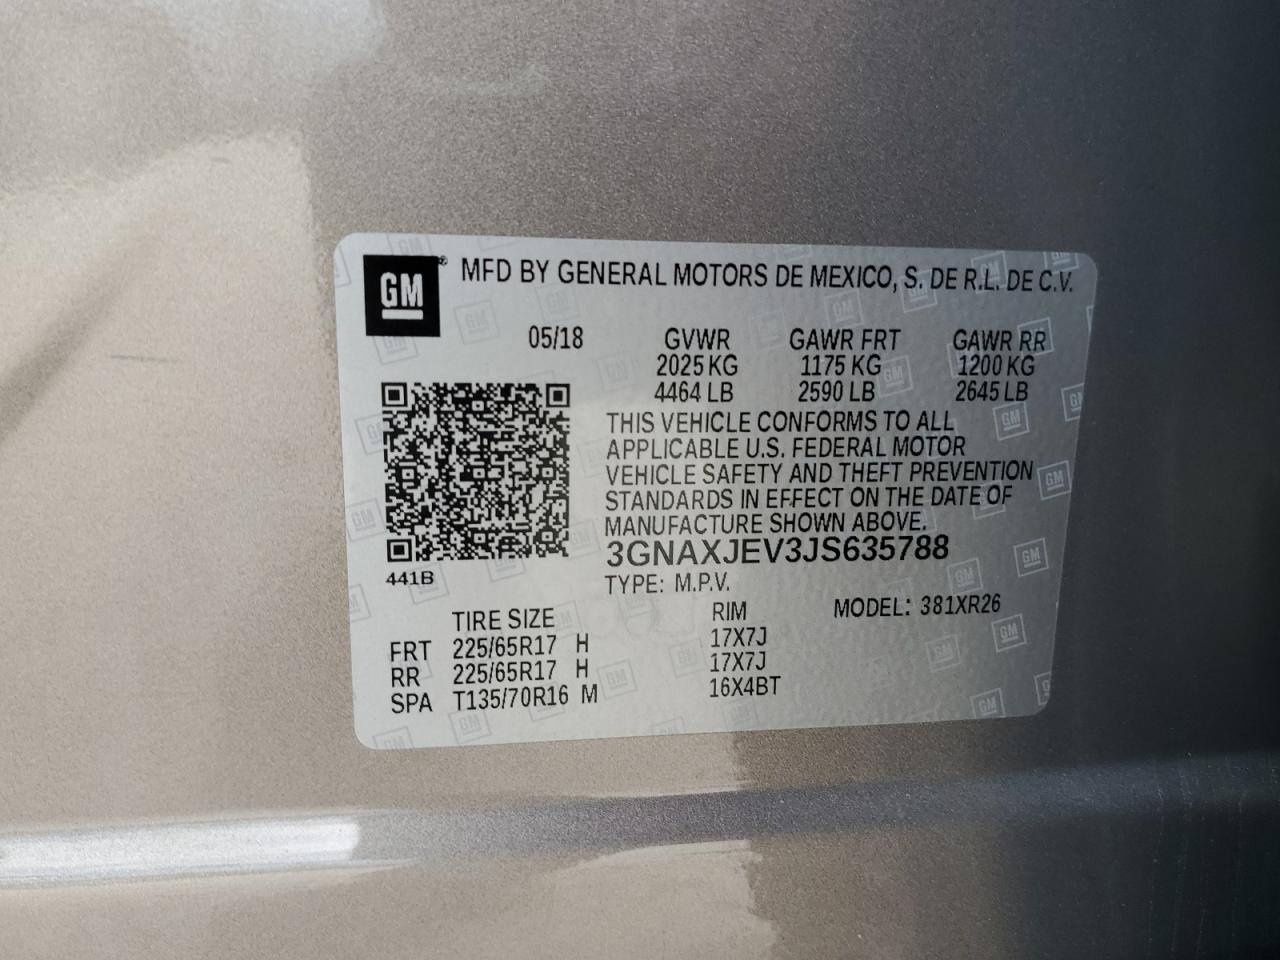 GM® MFD BY GENERAL MOTORS DE MEXICO, S. DE R.L. DE C.V.
05/18 GVWR GAWR FRT GAWR RR
2025 KG 1175 KG 1200 KG
4464 LB 2590 LB 2645 LB
THIS VEHICLE CONFORMS TO ALL
APPLICABLE U.S. FEDERAL MOTOR
VEHICLE SAFETY AND THEFT PREVENTION
STANDARDS IN EFFECT ON THE DATE OF
MANUFACTURE SHOWN ABOVE.
3GNAXJEV3JS635788
441B
TYPE: M.P.V.
TIRE SIZE RIM MODEL: 381XR26
FRT 225/65R17 H 17X7J
RR 225/65R17 H 17X7J
SPA T135/70R16 M 16X4BT